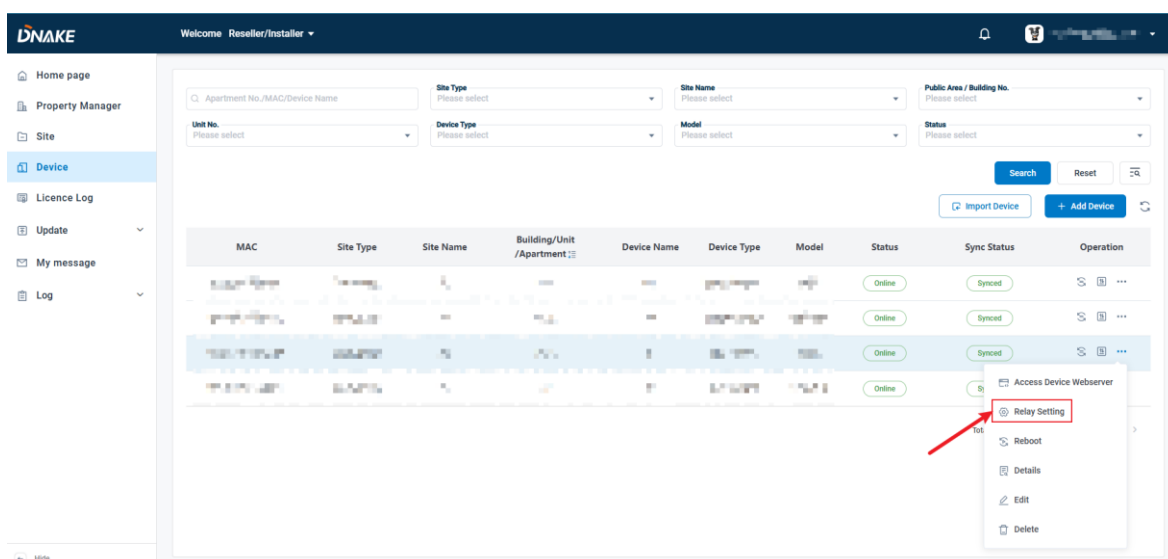 DNAKE
Welcome Reseller/Installer
Home page
Property Manager
Site
Device
Licence Log
Update
My message
Log
Hide
Apartment No./MAC/Device Name
Site Type
Please select
Site Name
Please select
Public Area / Building No.
Please select
Unit No.
Please select
Device Type
Please select
Model
Please select
Status
Please select
Search Reset
Import Device + Add Device
MAC Site Type Site Name Building/Unit /Apartment Device Name Device Type Model Status Sync Status Operation
Online Synced
Online Synced
Online Synced
Online
Access Device Webserver
Relay Setting
Reboot
Details
Edit
Delete